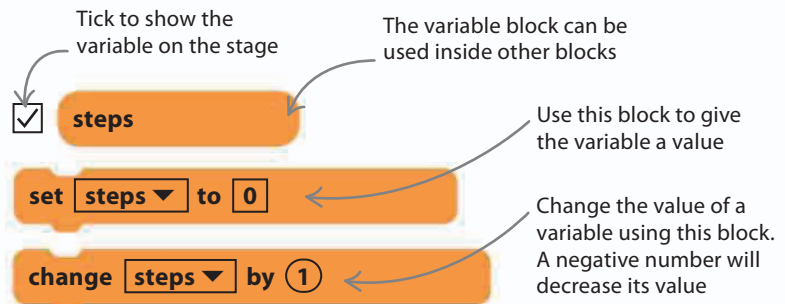 Tick to show the
variable on the stage
The variable block can be
used inside other blocks
steps
Use this block to give
the variable a value
set steps to 0
Change the value of a
variable using this block.
A negative number will
decrease its value
change steps by 1